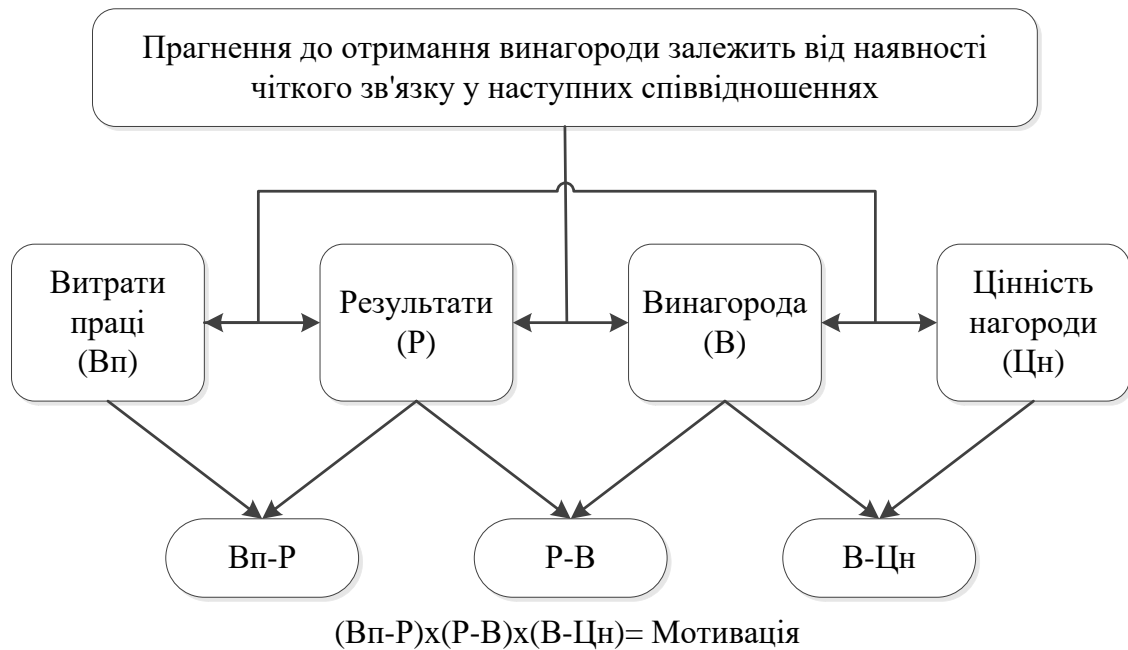 Прагнення до отримання винагороди залежить від наявності
чіткого зв'язку у наступних співвідношеннях
Витрати
праці
(Вп)
Результати
(Р)
Винагорода
(В)
Цінність
нагороди
(Цн)
Вп-Р
Р-В
В-Цн
(Вп-Р)х(Р-В)х(В-Цн)= Мотивація